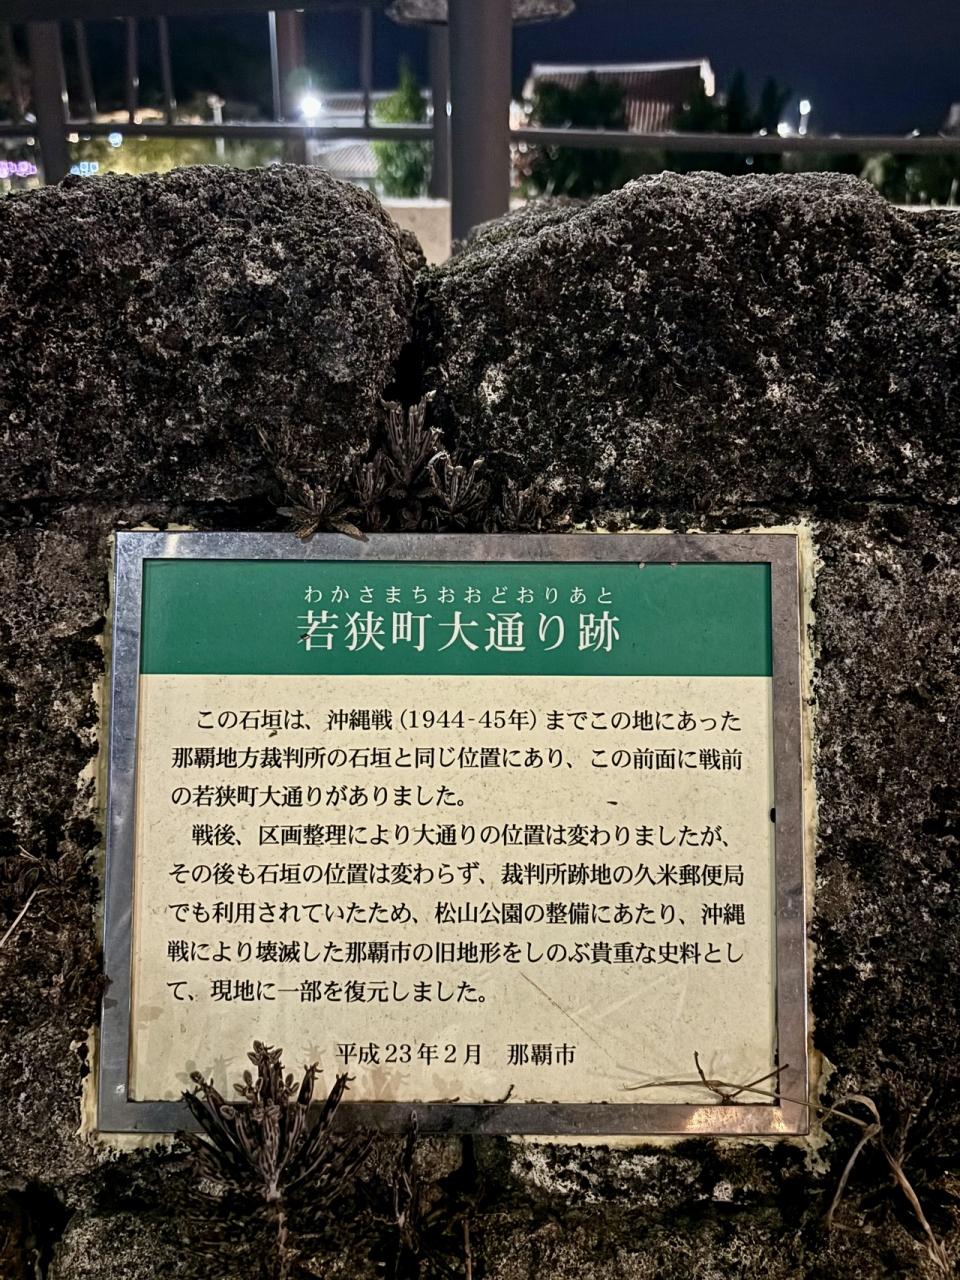 わかさまちおおどおりあと
若狭町大通り跡
この石垣は、沖縄戦(1944-45年)までこの地にあった
那覇地方裁判所の石垣と同じ位置にあり、この前面に戦前
の若狭町大通りがありました。
戦後、区画整理により大通りの位置は変わりましたが、
その後も石垣の位置は変わらず、裁判所跡地の久米郵便局
でも利用されていたため、松山公園の整備にあたり、沖縄
戦により壊滅した那覇市の旧地形をしのぶ貴重な史料とし
て、現地に一部を復元しました。
平成23年2月 那覇市